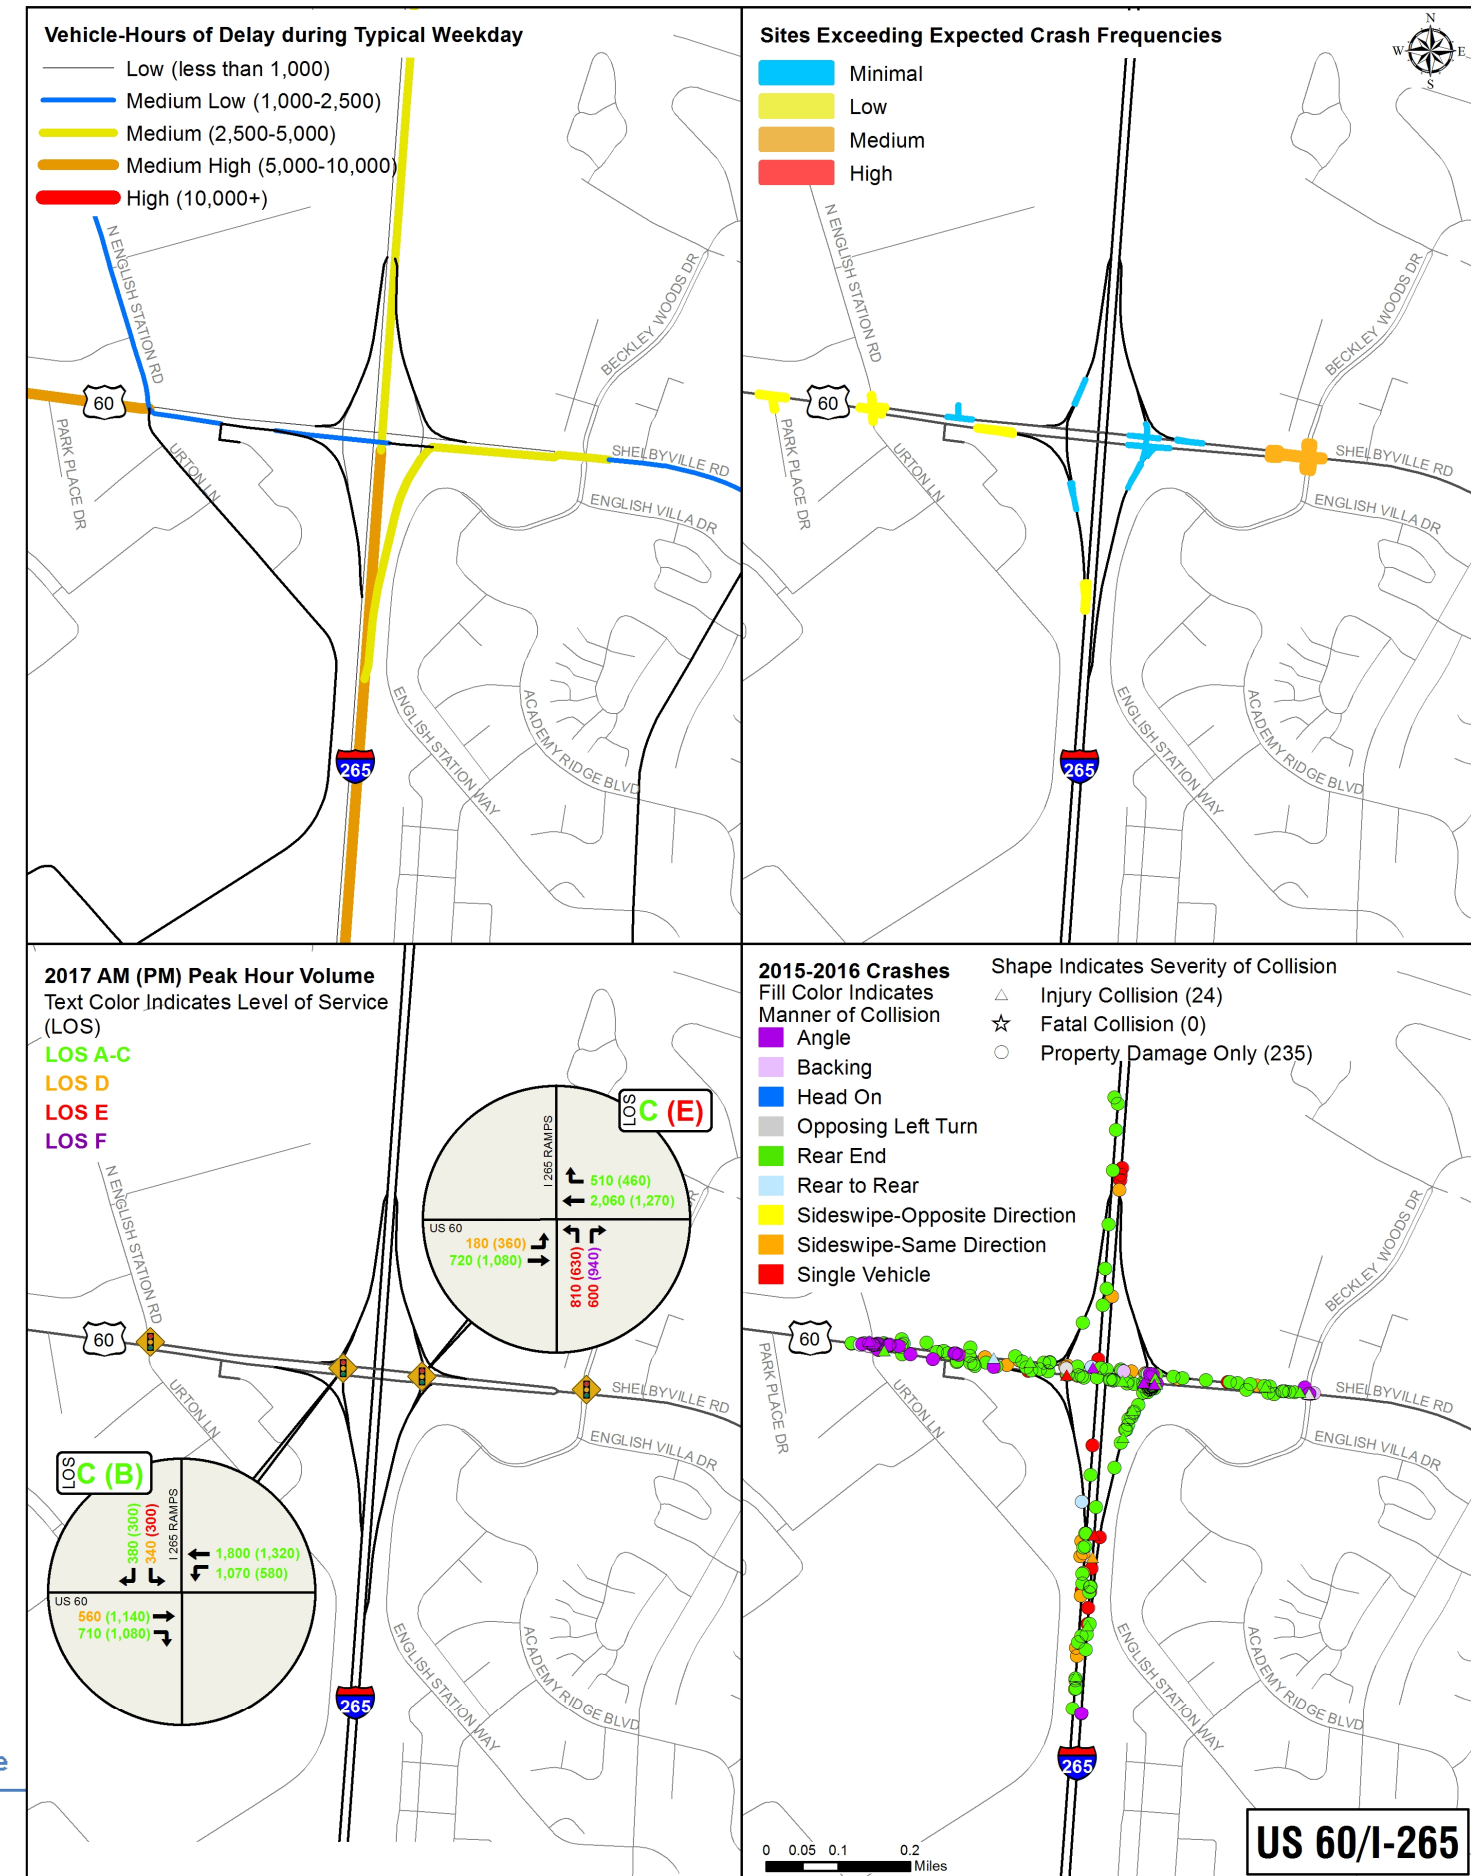 Vehicle-Hours of Delay during Typical Weekday
Low (less than 1,000)
Medium Low (1,000-2,500)
Medium (2,500-5,000)
Medium High (5,000-10,000)
High (10,000+)
N ENGLISH STATION RD
60
PARK PLACE DR
URTON LN
BECKLEY WOODS DR
SHELBYVILLE RD
ENGLISH VILLA DR
ENGLISH STATION WAY
ACADEMY RIDGE BLVD
265
Sites Exceeding Expected Crash Frequencies
N
W
E
S
Minimal
Low
Medium
High
N ENGLISH STATION RD
60
PARK PLACE DR
URTON LN
BECKLEY WOODS DR
SHELBYVILLE RD
ENGLISH VILLA DR
ENGLISH STATION WAY
ACADEMY RIDGE BLVD
265
2017 AM (PM) Peak Hour Volume
Text Color Indicates Level of Service
(LOS)
LOS A-C
LOS D
LOS E
LOS F
LOS C (E)
I 265 RAMPS
510 (460)
2,060 (1,270)
US 60
180 (360)
720 (1,080)
810 (630)
600 (940)
R
N ENGLISH STATION RD
60
URTON LN
SHELBYVILLE RD
ENGLISH VILLA DR
LOS C (B)
380 (300)
340 (300)
I 265 RAMPS
1,800 (1,320)
1,070 (580)
US 60
560 (1,140)
710 (1,080)
ENGLISH STATION WAY
ACADEMY RIDGE BLVD
265
e
2015-2016 Crashes
Fill Color Indicates
Manner of Collision
Angle
Backing
Head On
Opposing Left Turn
Rear End
Rear to Rear
Sideswipe-Opposite Direction
Sideswipe-Same Direction
Single Vehicle
Shape Indicates Severity of Collision
Injury Collision (24)
Fatal Collision (0)
Property Damage Only (235)
60
PARK PLACE DR
URTON LN
BECKLEY WOODS DR
SHELBYVILLE RD
ENGLISH VILLA DR
ENGLISH STATION WAY
ACADEMY RIDGE BLVD
265
0 0.05 0.1 0.2
Miles
US 60/I-265